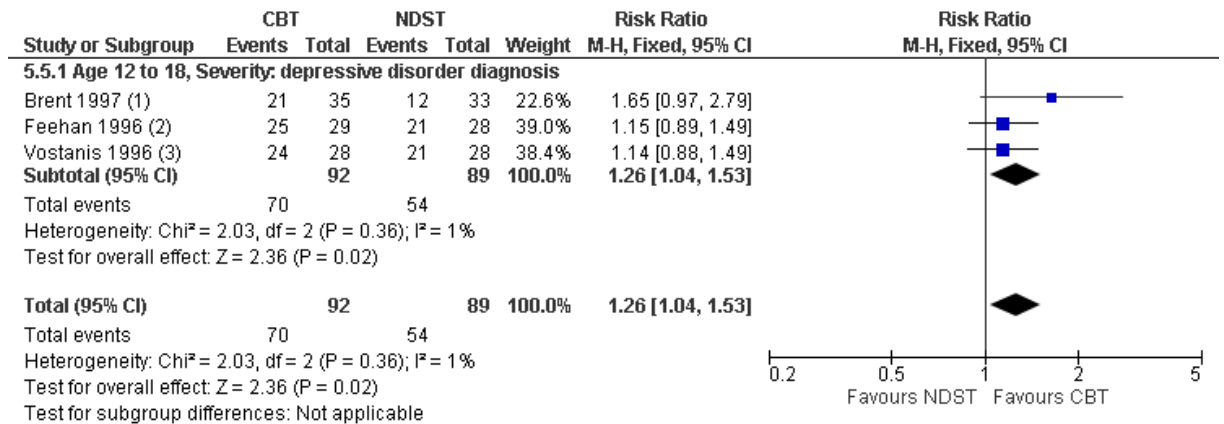 CBT NDST Risk Ratio Risk Ratio
Study or Subgroup Events Total Events Total Weight M-H, Fixed, 95% CI M-H, Fixed, 95% CI
5.5.1 Age 12 to 18, Severity: depressive disorder diagnosis
Brent 1997 (1) 21 35 12 33 22.6% 1.65 [0.97, 2.79]
Feehan 1996 (2) 25 29 21 28 39.0% 1.15 [0.89, 1.49]
Vostanis 1996 (3) 24 28 21 28 38.4% 1.14 [0.88, 1.49]
Subtotal (95% CI) 92 89 100.0% 1.26 [1.04, 1.53]
Total events 70 54
Heterogeneity: Chi² = 2.03, df = 2 (P = 0.36); I² = 1%
Test for overall effect: Z = 2.36 (P = 0.02)
Total (95% CI) 92 89 100.0% 1.26 [1.04, 1.53]
Total events 70 54
Heterogeneity: Chi² = 2.03, df = 2 (P = 0.36); I² = 1%
Test for overall effect: Z = 2.36 (P = 0.02)
Test for subgroup differences: Not applicable
0.2 0.5 1 2 5
Favours NDST Favours CBT